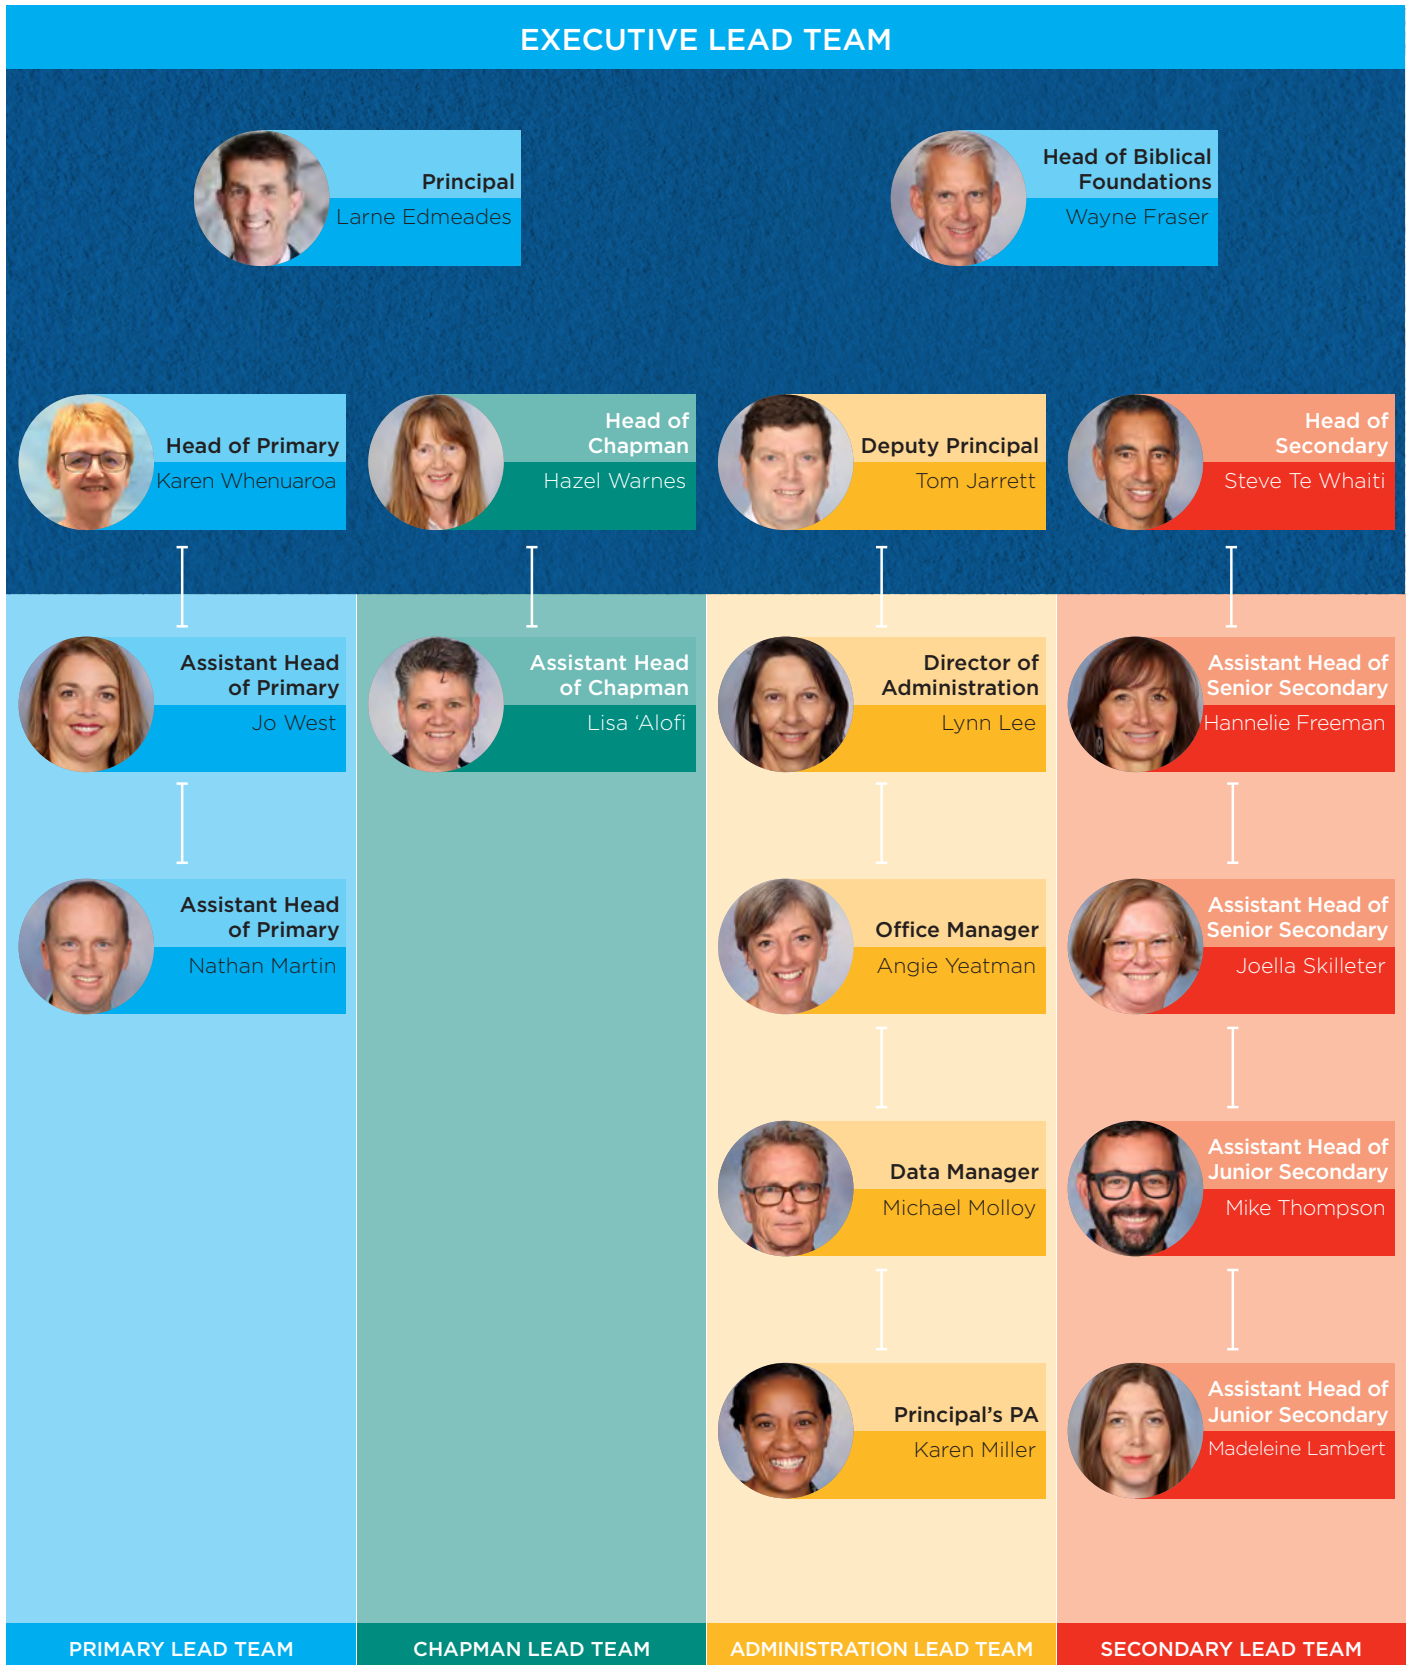 EXECUTIVE LEAD TEAM
Principal
Larne Edmeades
Head of Biblical
Foundations
Wayne Fraser
Head of Primary
Karen Whenuaroa
Head of
Chapman
Hazel Warnes
Deputy Principal
Tom Jarrett
Head of
Secondary
Steve Te Whaiti
Assistant Head
of Primary
Jo West
Assistant Head
of Chapman
Lisa ‘Alofi
Director of
Administration
Lynn Lee
Assistant Head of
Senior Secondary
Hannelie Freeman
Assistant Head
of Primary
Nathan Martin
Office Manager
Angie Yeatman
Assistant Head of
Senior Secondary
Joella Skilleter
Data Manager
Michael Molloy
Assistant Head of
Junior Secondary
Mike Thompson
Principal’s PA
Karen Miller
Assistant Head of
Junior Secondary
Madeleine Lambert
PRIMARY LEAD TEAM
CHAPMAN LEAD TEAM
ADMINISTRATION LEAD TEAM
SECONDARY LEAD TEAM